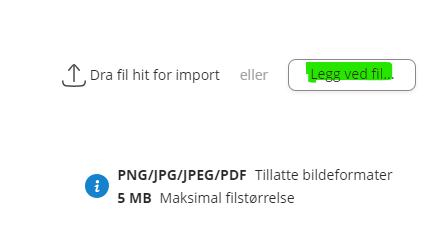 Dra fil hit for import eller Legg ved fil...
PNG/JPG/JPEG/PDF Tillatte bildeformater
5 MB Maksimal filstørrelse